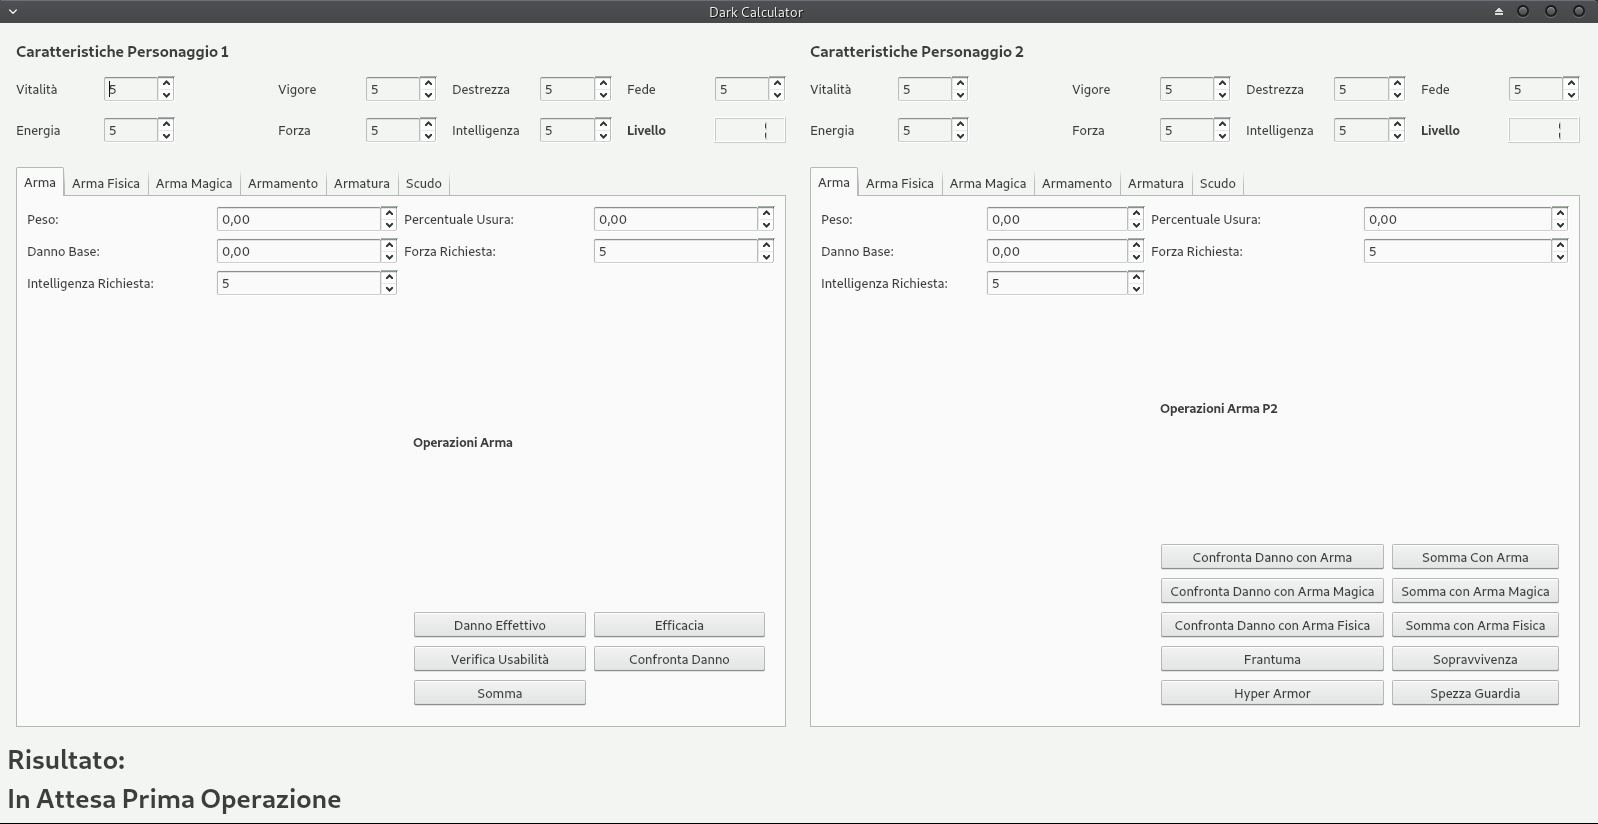 Dark Calculator
Caratteristiche Personaggio 1
Vitalità 5 Vigore 5 Destrezza 5 Fede 5
Energia 5 Forza 5 Intelligenza 5 Livello
Arma Arma Fisica Arma Magica Armamento Armatura Scudo
Peso: 0,00 Percentuale Usura: 0,00
Danno Base: 0,00 Forza Richiesta: 5
Intelligenza Richiesta: 5
Operazioni Arma
Danno Effettivo Efficacia
Verifica Usabilità Confronta Danno
Somma
Caratteristiche Personaggio 2
Vitalità 5 Vigore 5 Destrezza 5 Fede 5
Energia 5 Forza 5 Intelligenza 5 Livello
Arma Arma Fisica Arma Magica Armamento Armatura Scudo
Peso: 0,00 Percentuale Usura: 0,00
Danno Base: 0,00 Forza Richiesta: 5
Intelligenza Richiesta: 5
Operazioni Arma P2
Confronta Danno con Arma Somma Con Arma
Confronta Danno con Arma Magica Somma con Arma Magica
Confronta Danno con Arma Fisica Somma con Arma Fisica
Frantuma Sopravvivenza
Hyper Armor Spezza Guardia
Risultato:
In Attesa Prima Operazione